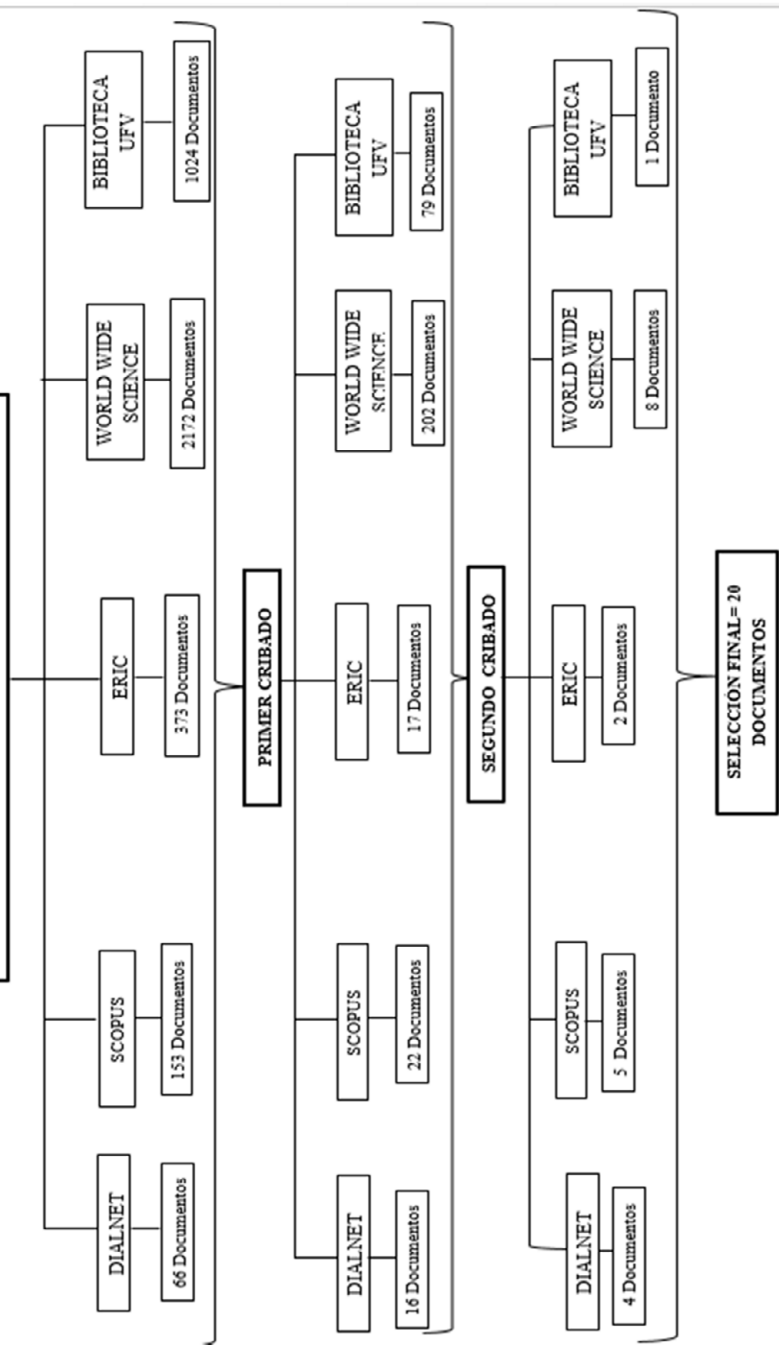 DIALNET
66 Documentos
SCOPUS
153 Documentos
ERIC
373 Documentos
WORLD WIDE
SCIENCE
2172 Documentos
BIBLIOTECA
UFV
1024 Documentos
PRIMER CRIBADO
DIALNET
16 Documentos
SCOPUS
22 Documentos
ERIC
17 Documentos
WORLD WIDE
SCIENCE
202 Documentos
BIBLIOTECA
UFV
79 Documentos
SEGUNDO CRIBADO
DIALNET
4 Documentos
SCOPUS
5 Documentos
ERIC
2 Documentos
WORLD WIDE
SCIENCE
8 Documentos
BIBLIOTECA
UFV
1 Documento
SELECCIÓN FINAL= 20
DOCUMENTOS